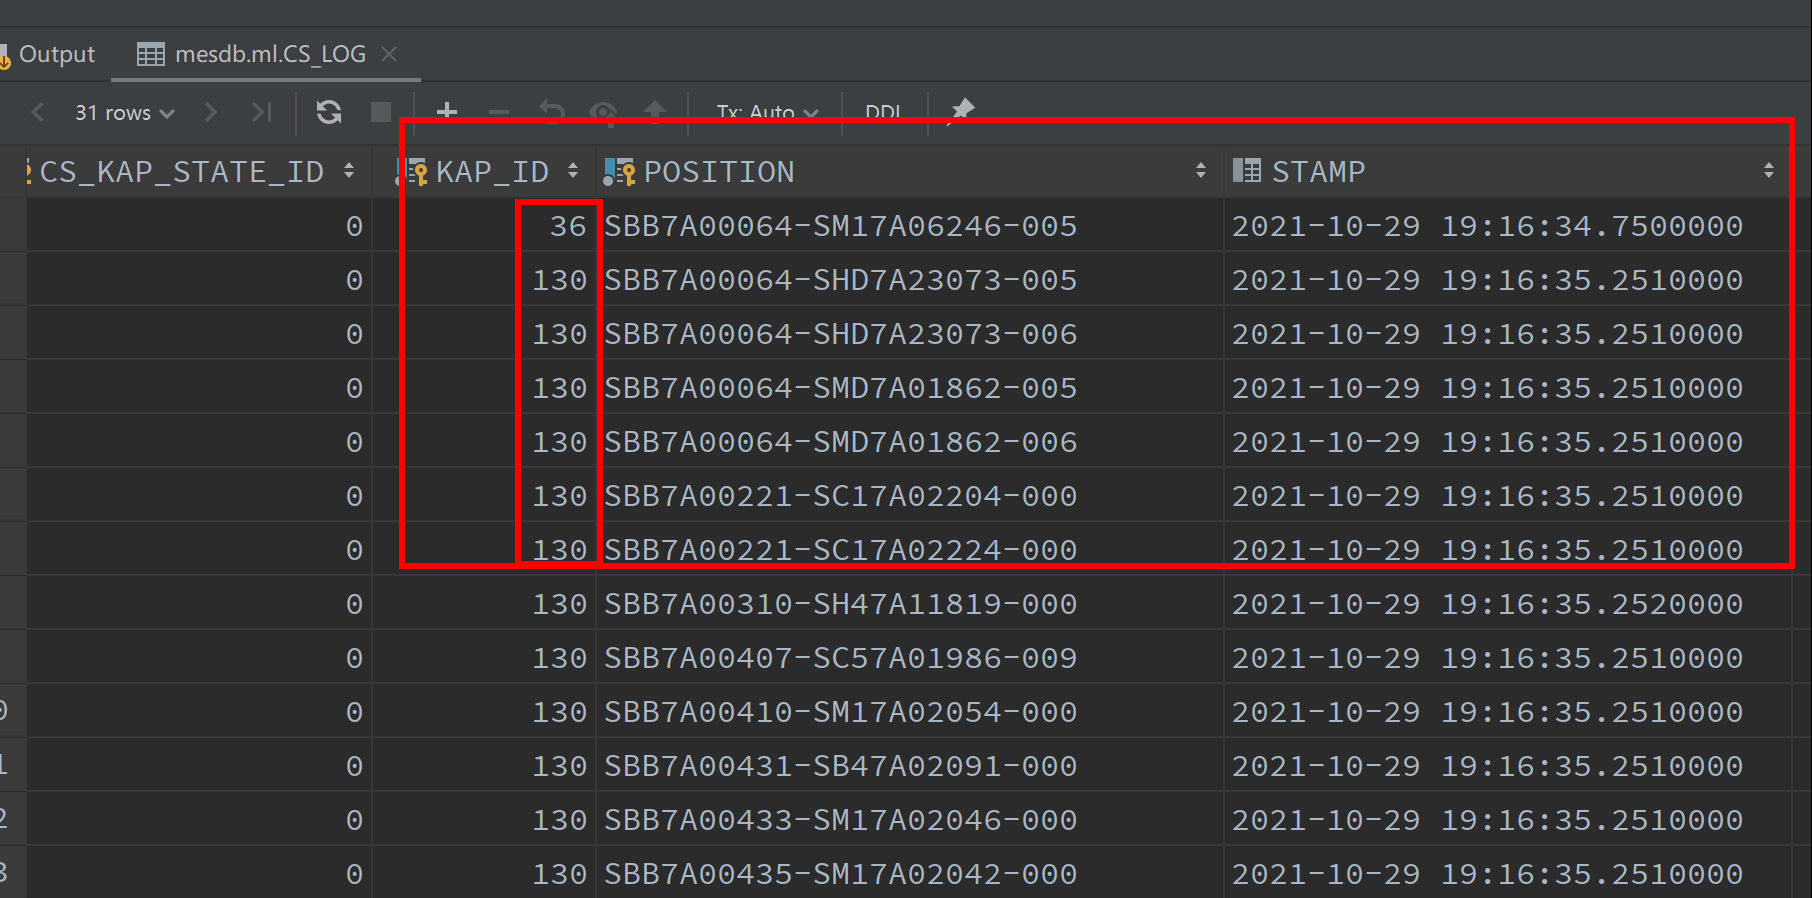 Output mesdb.ml.CS_LOG
31 rows Tx: Auto DDL
CS_KAP_STATE_ID KAP_ID POSITION STAMP
0 36 SBB7A00064-SM17A06246-005 2021-10-29 19:16:34.7500000
0 130 SBB7A00064-SHD7A23073-005 2021-10-29 19:16:35.2510000
0 130 SBB7A00064-SHD7A23073-006 2021-10-29 19:16:35.2510000
0 130 SBB7A00064-SMD7A01862-005 2021-10-29 19:16:35.2510000
0 130 SBB7A00064-SMD7A01862-006 2021-10-29 19:16:35.2510000
0 130 SBB7A00221-SC17A02204-000 2021-10-29 19:16:35.2510000
0 130 SBB7A00221-SC17A02224-000 2021-10-29 19:16:35.2510000
0 130 SBB7A00310-SH47A11819-000 2021-10-29 19:16:35.2520000
0 130 SBB7A00407-SC57A01986-009 2021-10-29 19:16:35.2510000
0 0 130 SBB7A00410-SM17A02054-000 2021-10-29 19:16:35.2510000
1 0 130 SBB7A00431-SB47A02091-000 2021-10-29 19:16:35.2510000
2 0 130 SBB7A00433-SM17A02046-000 2021-10-29 19:16:35.2510000
3 0 130 SBB7A00435-SM17A02042-000 2021-10-29 19:16:35.2510000